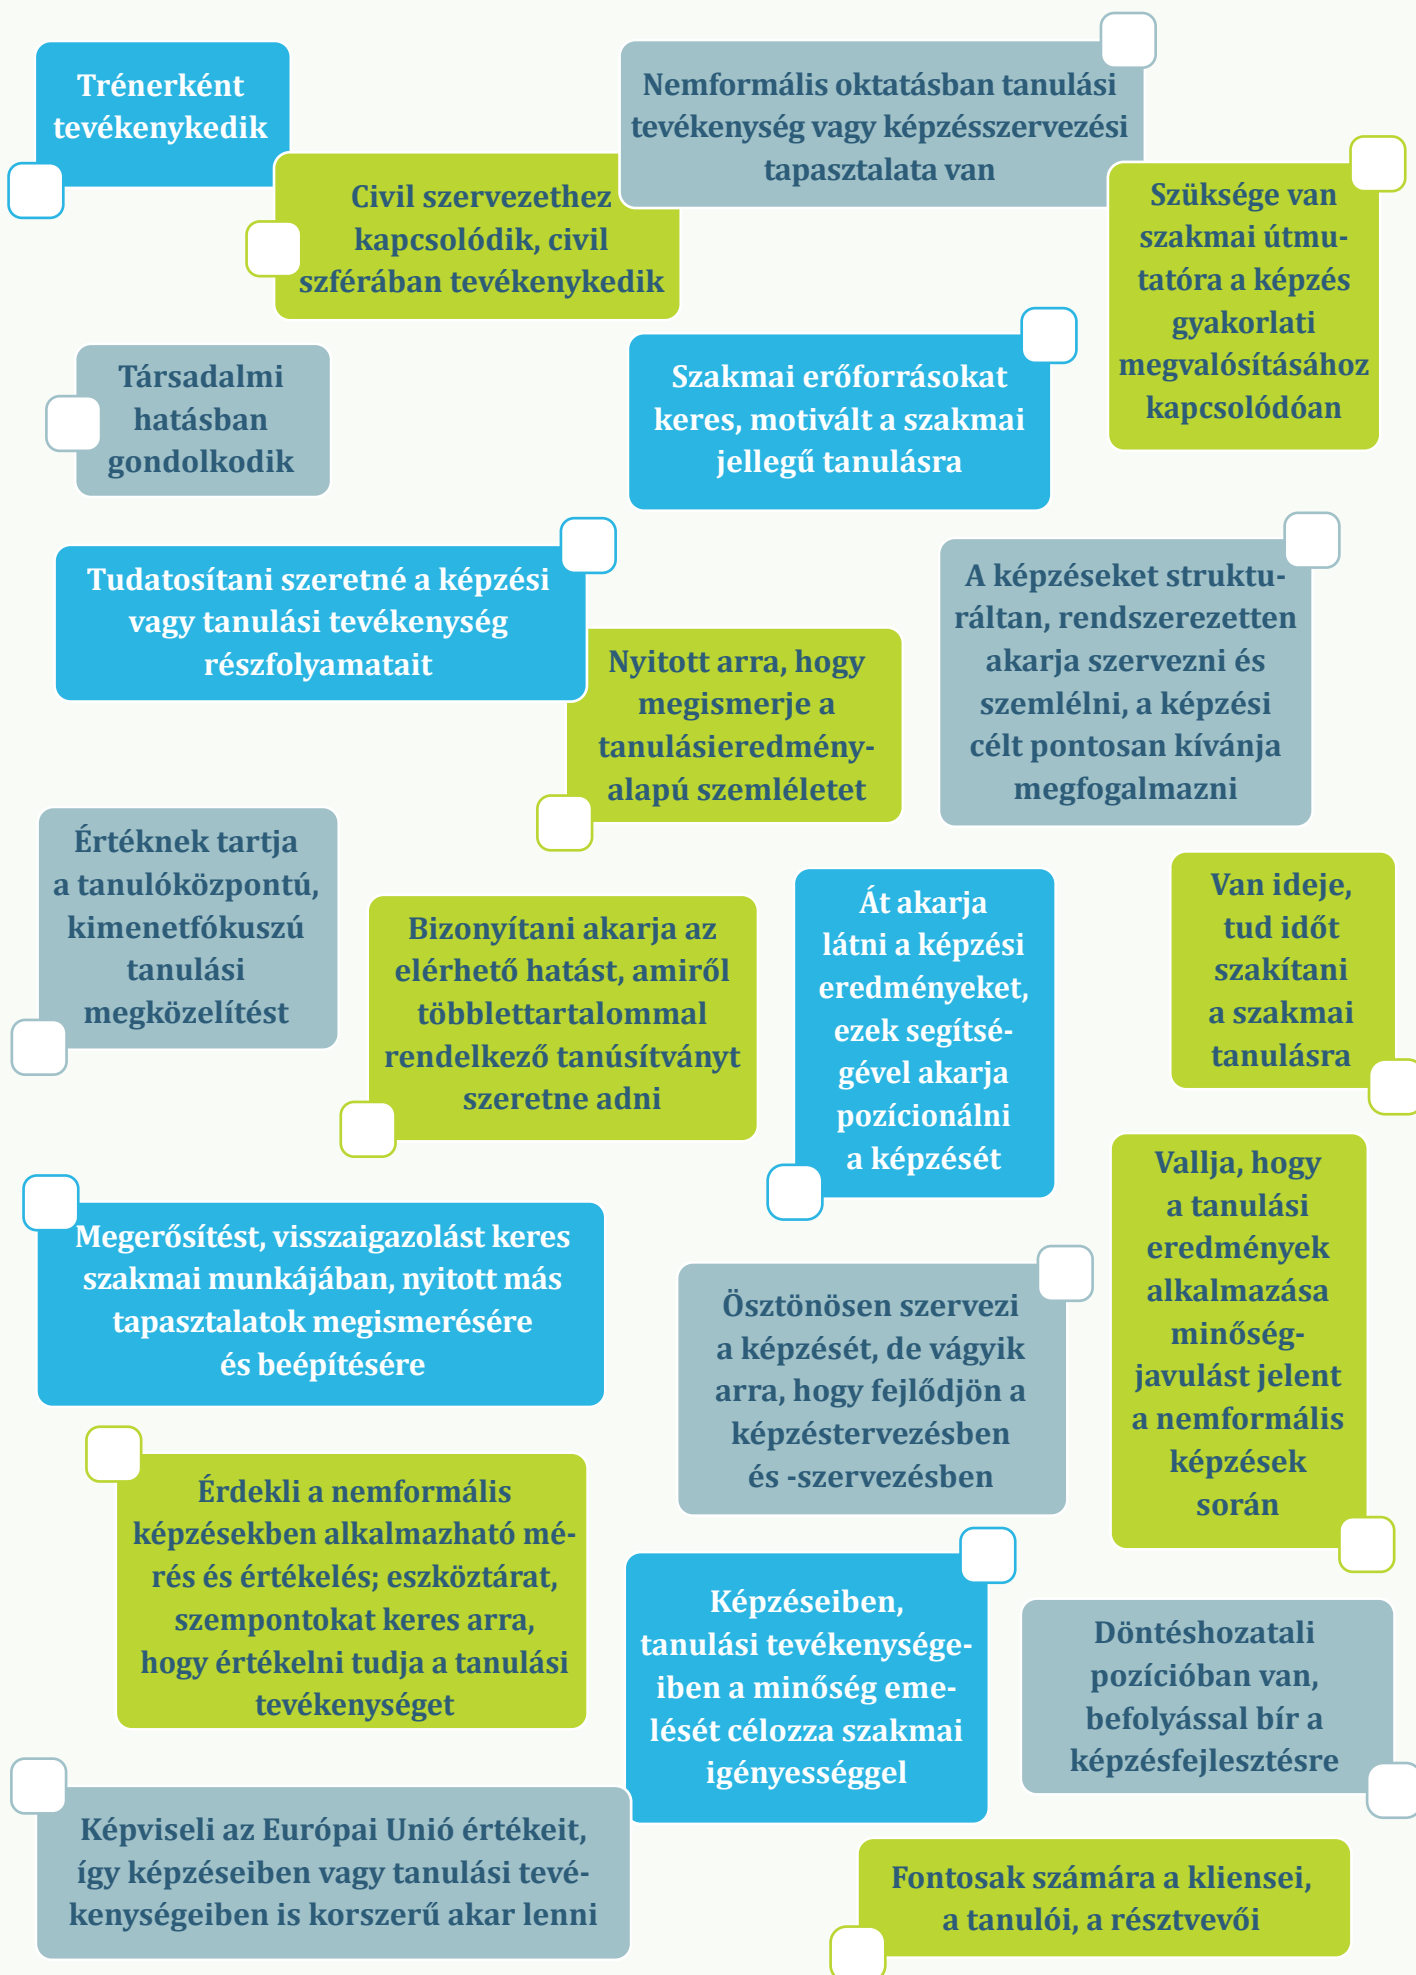 Trénerként
tevékenykedik
Nemformális oktatásban tanulási
tevékenység vagy képzésszervezési
tapasztalata van
Civil szervezethez
kapcsolódik, civil
szférában tevékenykedik
Szüksége van
szakmai útmu-
tatóra a képzés
gyakorlati
megvalósításához
kapcsolódóan
Társadalmi
hatásban
gondolkodik
Szakmai erőforrásokat
keres, motivált a szakmai
jellegű tanulásra
Tudatosítani szeretné a képzési
vagy tanulási tevékenység
részfolyamatait
A képzéseket struktu-
ráltan, rendszerezetten
akarja szervezni és
szemlélni, a képzési
célt pontosan kívánja
megfogalmazni
Nyitott arra, hogy
megismerje a
tanulásieredmény-
alapú szemléletet
Értéknek tartja
a tanulóközpontú,
kimenetfókuszú
tanulási
megközelítést
Bizonyítani akarja az
elérhető hatást, amiről
többlettartalommal
rendelkező tanúsítványt
szeretne adni
Át akarja
látni a képzési
eredményeket,
ezek segítsé-
gével akarja
pozícionálni
a képzését
Van ideje,
tud időt
szakítani
a szakmai
tanulásra
Vallja, hogy
a tanulási
eredmények
alkalmazása
minőség-
javulást jelent
a nemformális
képzések
során
Megerősítést, visszaigazolást keres
szakmai munkájában, nyitott más
tapasztalatok megismerésére
és beépítésére
Ösztönösen szervezi
a képzését, de vágyik
arra, hogy fejlődjön a
képzéstervezésben
és -szervezésben
Érdekli a nemformális
képzésekben alkalmazható mé-
rés és értékelés; eszköztárat,
szempontokat keres arra,
hogy értékelni tudja a tanulási
tevékenységet
Képzéseiben,
tanulási tevékenysége-
iben a minőség eme-
lését célozza szakmai
igényességgel
Döntéshozatali
pozícióban van,
befolyással bír a
képzésfejlesztésre
Képviseli az Európai Unió értékeit,
így képzéseiben vagy tanulási tevé-
kenységeiben is korszerű akar lenni
Fontosak számára a kliensei,
a tanulói, a résztvevői